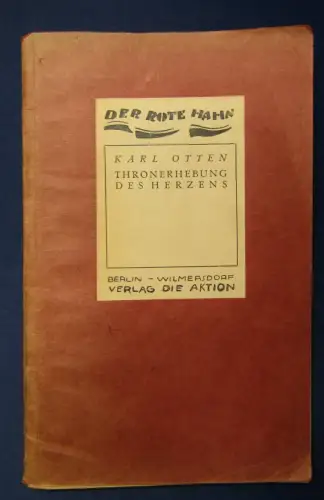 DER ROTE HAHN
KARL OTTEN
THRONERHEBUNG
DES HERZENS
BERLIN - WILMERSDORF
VERLAG DIE AKTION